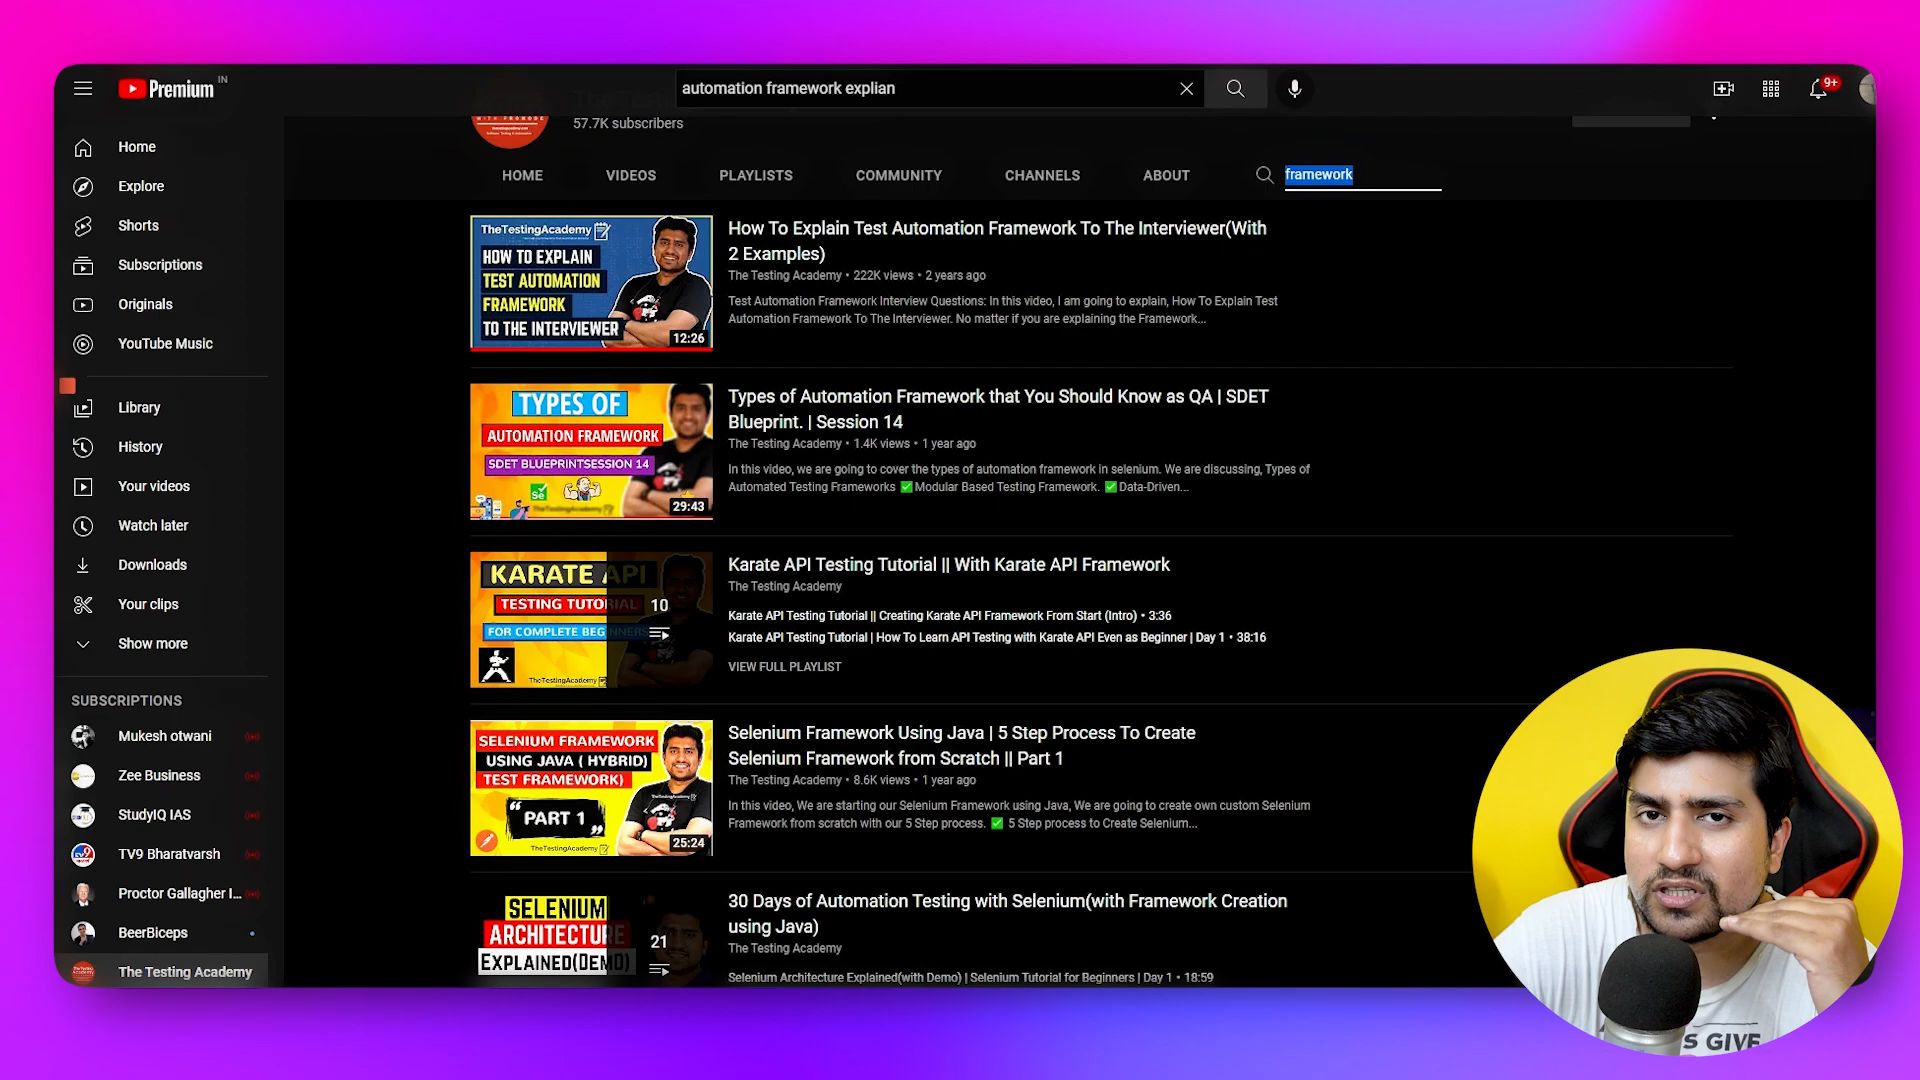 Premium IN
automation framework explian
9+
57.7K subscribers
HOME VIDEOS PLAYLISTS COMMUNITY CHANNELS ABOUT framework
Home
Explore
Shorts
Subscriptions
Originals
YouTube Music
Library
History
Your videos
Watch later
Downloads
Your clips
Show more
SUBSCRIPTIONS
Mukesh otwani
Zee Business
StudyIQ IAS
TV9 Bharatvarsh
Proctor Gallagher I...
BeerBiceps
The Testing Academy
TheTestingAcademy
HOW TO EXPLAIN
TEST AUTOMATION
FRAMEWORK
TO THE INTERVIEWER
12:26
How To Explain Test Automation Framework To The Interviewer(With
2 Examples)
The Testing Academy • 222K views • 2 years ago
Test Automation Framework Interview Questions: In this video, I am going to explain, How To Explain Test
Automation Framework To The Interviewer. No matter if you are explaining the Framework...
TYPES OF
AUTOMATION FRAMEWORK
SDET BLUEPRINTSESSION 14
Se
29:43
Types of Automation Framework that You Should Know as QA | SDET
Blueprint. | Session 14
The Testing Academy • 1.4K views • 1 year ago
In this video, we are going to cover the types of automation framework in selenium. We are discussing, Types of
Automated Testing Frameworks ✅Modular Based Testing Framework. ✅Data-Driven...
KARATE API
TESTING TUTORIAL
FOR COMPLETE BEGINNERS
TheTestingAcademy
10
Karate API Testing Tutorial || With Karate API Framework
The Testing Academy
Karate API Testing Tutorial || Creating Karate API Framework From Start (Intro) • 3:36
Karate API Testing Tutorial | How To Learn API Testing with Karate API Even as Beginner | Day 1 • 38:16
VIEW FULL PLAYLIST
SELENIUM FRAMEWORK
USING JAVA ( HYBRID)
TEST FRAMEWORK)
PART 1
TheTestingAcademy
25:24
Selenium Framework Using Java | 5 Step Process To Create
Selenium Framework from Scratch || Part 1
The Testing Academy • 8.6K views • 1 year ago
In this video, We are starting our Selenium Framework using Java, We are going to create own custom Selenium
Framework from scratch with our 5 Step process. ✅ 5 Step process to Create Selenium...
SELENIUM
ARCHITECTURE
EXPLAINED(DEMO)
21
30 Days of Automation Testing with Selenium(with Framework Creation
using Java)
The Testing Academy
Selenium Architecture Explained(with Demo) | Selenium Tutorial for Beginners | Day 1 • 18:59
S GIVE